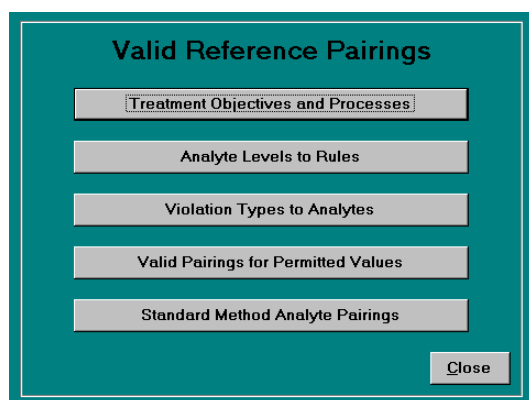 Valid Reference Pairings
Treatment Objectives and Processes
Analyte Levels to Rules
Violation Types to Analytes
Valid Pairings for Permitted Values
Standard Method Analyte Pairings
Close